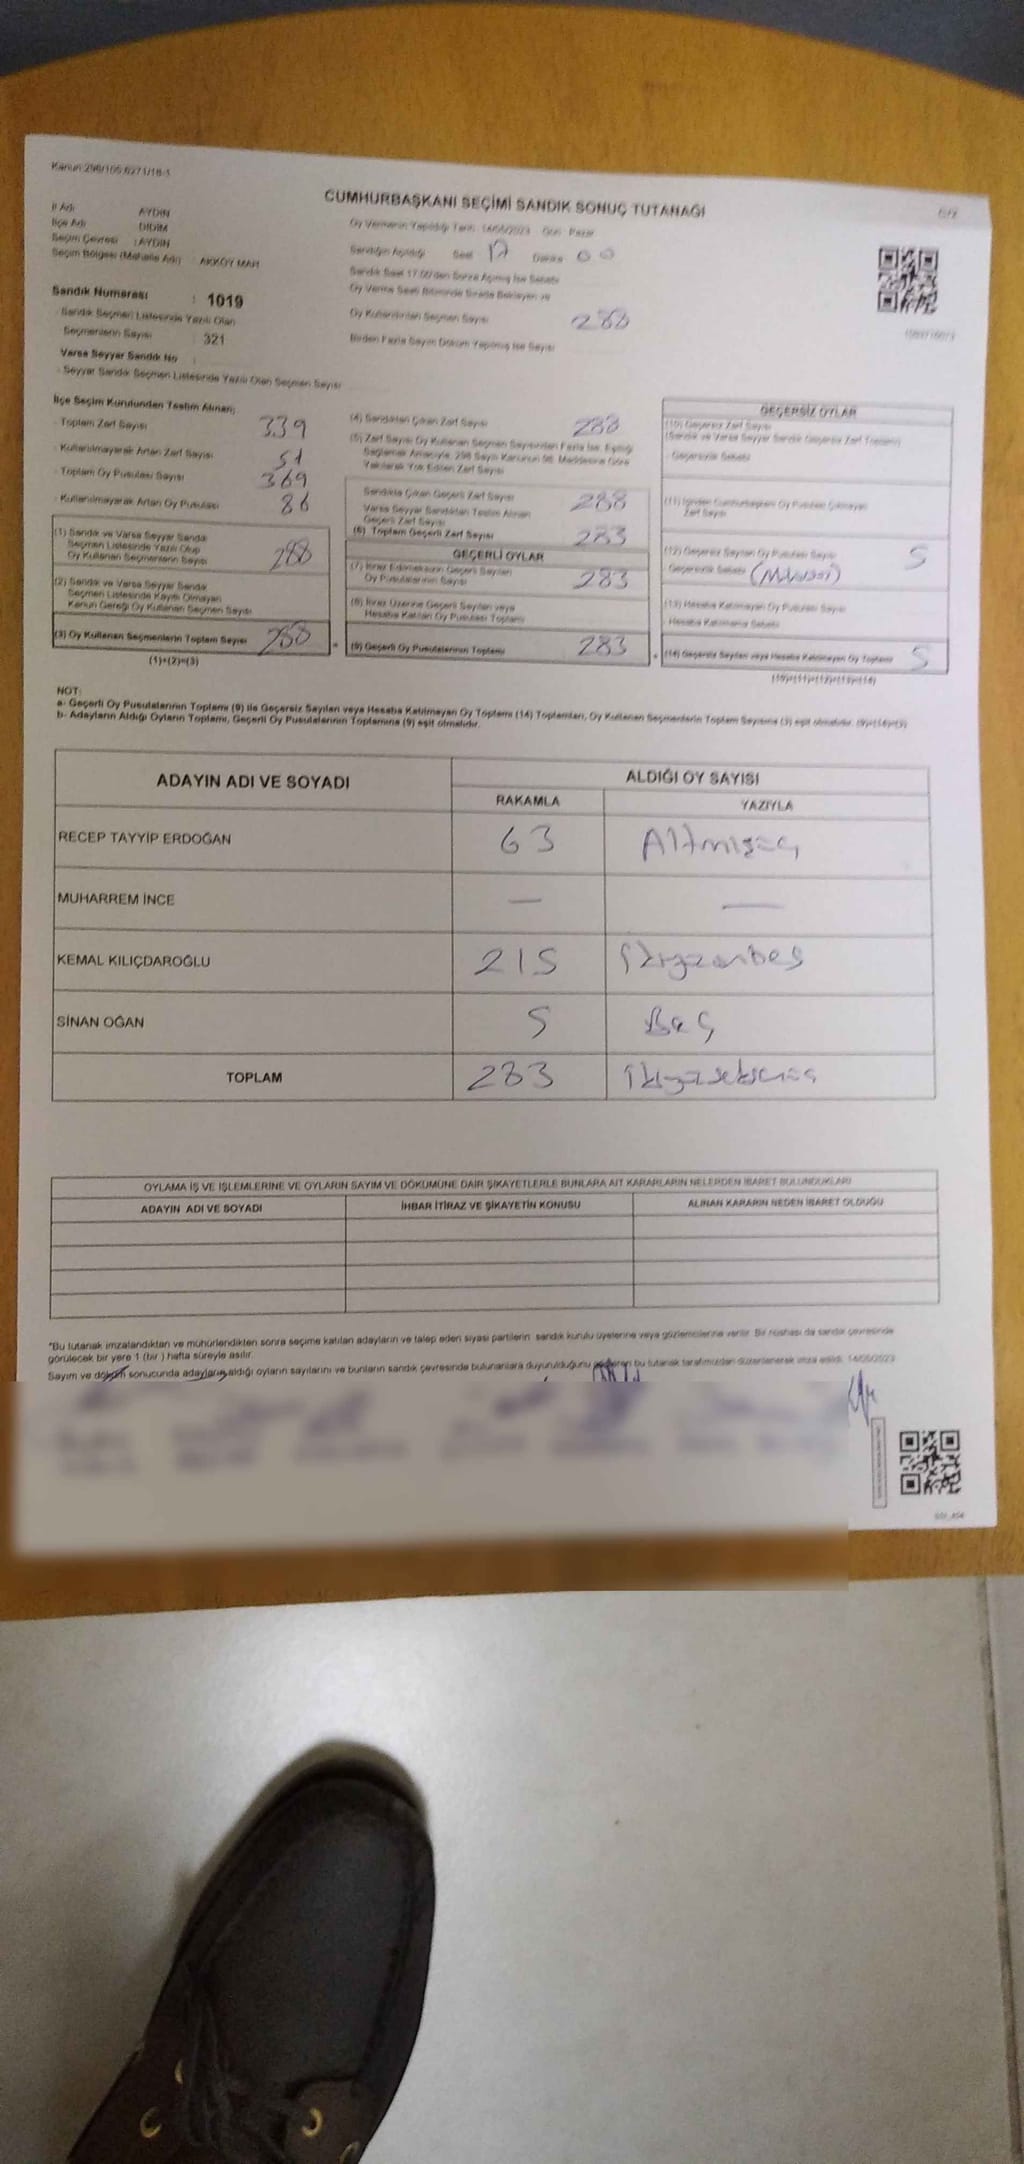 Kanun:298/105;6271/18-1
CUMHURBAŞKANI SEÇİMİ SANDIK SONUÇ TUTANAĞI
İl Adı AYDIN
İlçe Adı DİDİM
Seçim Çevresi : AYDIN
Seçim Bölgesi (Mahalle Adı) : AKKÖY MAH
Oy Vermenin Yapıldığı Tarih 14/05/2023 Gün Pazar
Sandığın Açıldığı Saat 17 Dakika 00
Sandık Saat 17:00'den Sonra Açılmış İse Sebebi
Oy Verme Saati Bitiminde Sırada Bekleyen ve
Oy Kullandırılan Seçmen Sayısı 288
Birden Fazla Sayım Döküm Yapılmış İse Sayısı
Sandık Numarası : 1019
- Sandık Seçmen Listesinde Yazılı Olan
Seçmenlerin Sayısı : 321
Varsa Seyyar Sandık No :
- Seyyar Sandık Seçmen Listesinde Yazılı Olan Seçmen Sayısı
İlçe Seçim Kurulundan Teslim Alınan;
- Toplam Zarf Sayısı 339
- Kullanılmayarak Artan Zarf Sayısı 51
- Toplam Oy Pusulası Sayısı 369
- Kullanılmayarak Artan Oy Pusulası 86
(1) Sandık ve Varsa Seyyar Sandık
Seçmen Listesinde Yazılı Olup
Oy Kullanan Seçmenlerin Sayısı 288
(2) Sandık ve Varsa Seyyar Sandık
Seçmen Listesinde Kayıtlı Olmayan
Kanun Gereği Oy Kullanan Seçmen Sayısı
(3) Oy Kullanan Seçmenlerin Toplam Sayısı 288
(1)+(2)=(3)
(4) Sandıktan Çıkan Zarf Sayısı 288
(5) Zarf Sayısı Oy Kullanan Seçmen Sayısından Fazla İse, Eşitliği
Sağlamak Amacıyla, 298 Sayılı Kanunun 98. Maddesine Göre
Yakılarak Yok Edilen Zarf Sayısı
Sandıkta Çıkan Geçerli Zarf Sayısı 288
Varsa Seyyar Sandıktan Teslim Alınan
Geçerli Zarf Sayısı
(6) Toplam Geçerli Zarf Sayısı 283
GEÇERLİ OYLAR
(7) İtiraz Edilmeksizin Geçerli Sayılan
Oy Pusulalarının Sayısı 283
(8) İtiraz Üzerine Geçerli Sayılan veya
Hesaba Katılan Oy Pusulası Toplamı
(9) Geçerli Oy Pusulalarının Toplamı 283
GEÇERSİZ OYLAR
(10) Geçersiz Zarf Sayısı
(Sandık ve Varsa Seyyar Sandık Geçersiz Zarf Toplamı)
- Geçersizlik Sebebi
(11) İçinden Cumhurbaşkanı Oy Pusulası Çıkmayan
Zarf Sayısı
(12) Geçersiz Sayılan Oy Pusulası Sayısı 5
- Geçersizlik Sebebi
(13) Hesaba Katılmayan Oy Pusulası Sayısı
- Hesaba Katılmama Sebebi
(14) Geçersiz Sayılan veya Hesaba Katılmayan Oy Toplamı 5
(10)+(11)+(12)+(13)=(14)
NOT:
a- Geçerli Oy Pusulalarının Toplamı (9) ile Geçersiz Sayılan veya Hesaba Katılmayan Oy Toplamı (14) Toplamları, Oy Kullanan Seçmenlerin Toplam Sayısına (3) eşit olmalıdır. (9)+(14)=(3)
b- Adayların Aldığı Oyların Toplamı, Geçerli Oy Pusulalarının Toplamına (9) eşit olmalıdır.
ADAYIN ADI VE SOYADI
ALDIĞI OY SAYISI
RAKAMLA YAZIYLA
RECEP TAYYİP ERDOĞAN 63 Altmışüç
MUHARREM İNCE — —
KEMAL KILIÇDAROĞLU 215 İkiyüzonbeş
SİNAN OĞAN 5 Beş
TOPLAM 283 İkiyüzseksenüç
OYLAMA İŞ VE İŞLEMLERİNE VE OYLARIN SAYIM VE DÖKÜMÜNE DAİR ŞİKAYETLERLE BUNLARA AİT KARARLARIN NELERDEN İBARET BULUNDUKLARI
ADAYIN ADI VE SOYADI İHBAR İTİRAZ VE ŞİKAYETİN KONUSU ALINAN KARARIN NEDEN İBARET OLDUĞU
*Bu tutanak imzalandıktan ve mühürlendikten sonra seçime katılan adayların ve talep eden siyasi partilerin sandık kurulu üyelerine veya gözlemcilerine verilir. Bir nüshası da sandık çevresinde
görülecek bir yere 1 (bir ) hafta süreyle asılır.
Sayım ve döküm sonucunda adayların aldığı oyların sayılarını ve bunların sandık çevresinde bulunanlara duyurulduğunu gösteren bu tutanak tarafımızdan düzenlenerek imza edildi. 14/05/2023